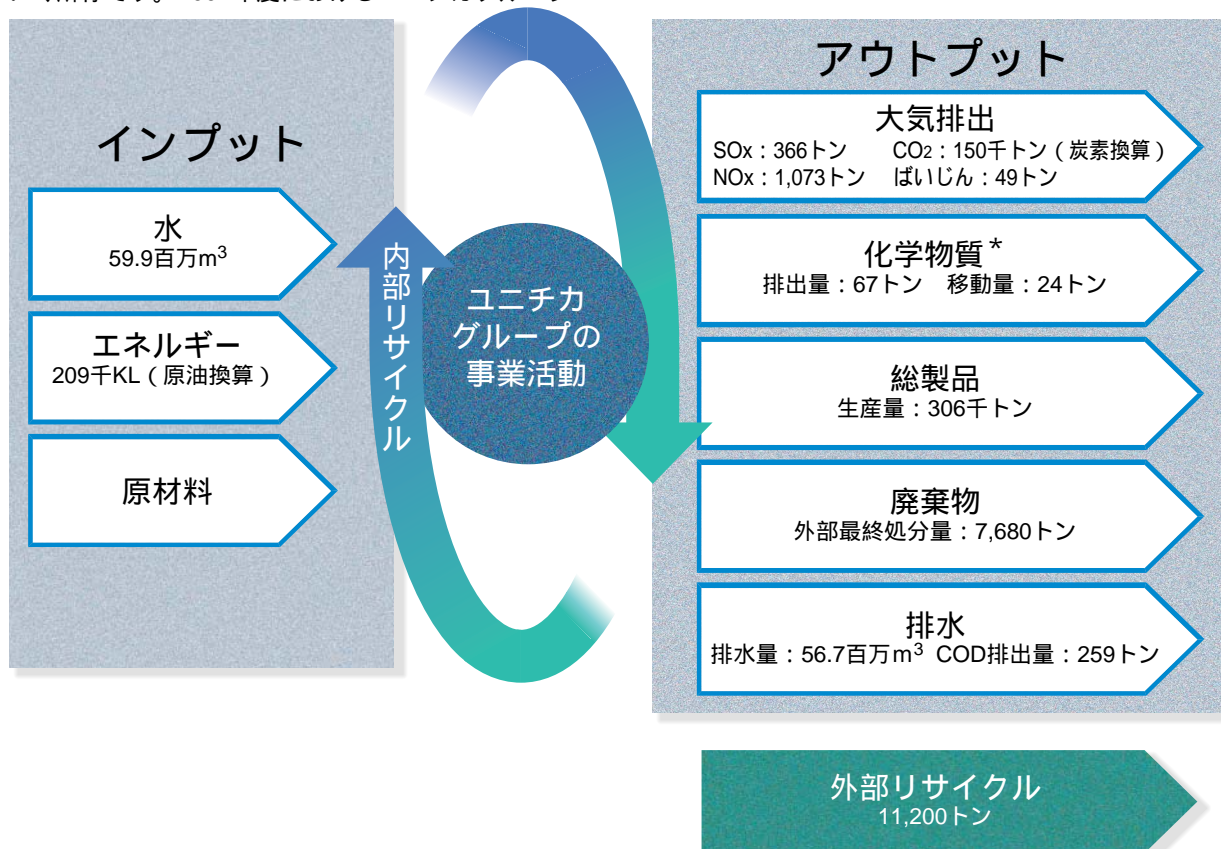 インプット
水
59.9百万m3
エネルギー
209千KL（原油換算）
原材料
内部リサイクル
ユニチカ
グループの
事業活動
アウトプット
大気排出
SOx：366トン　CO2：150千トン（炭素換算）
NOx：1,073トン　ばいじん：49トン
化学物質*
排出量：67トン　移動量：24トン
総製品
生産量：306千トン
廃棄物
外部最終処分量：7,680トン
排水
排水量：56.7百万m3 COD排出量：259トン
外部リサイクル
11,200トン